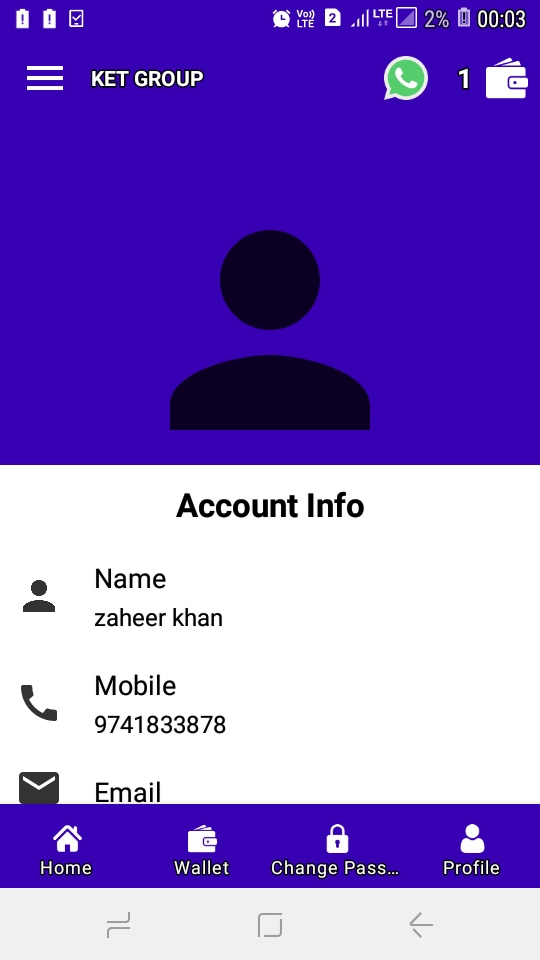 Vo)) LTE 2 LTE 2% 00:03
KET GROUP 1
Account Info
Name
zaheer khan
Mobile
9741833878
Email
Home Wallet Change Pass... Profile